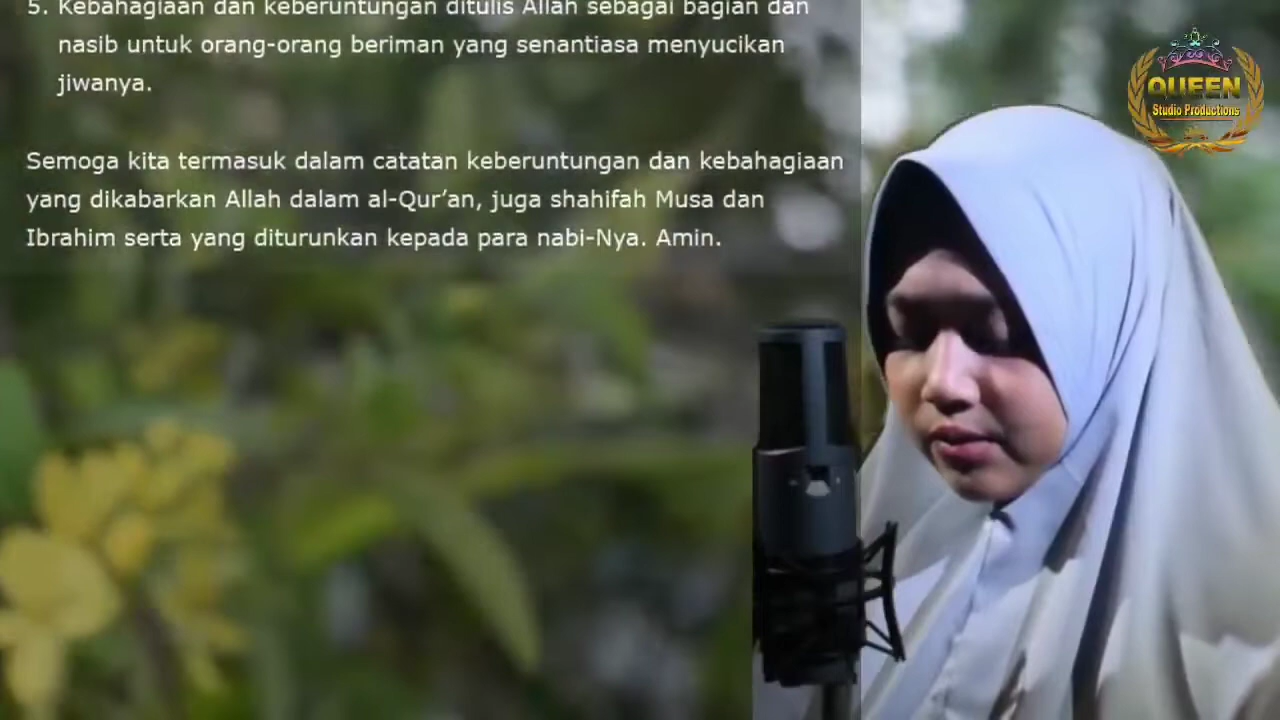 5. Kebahagiaan dan keberuntungan ditulis Allah sebagai bagian dan
nasib untuk orang-orang beriman yang senantiasa menyucikan
jiwanya.
Semoga kita termasuk dalam catatan keberuntungan dan kebahagiaan
yang dikabarkan Allah dalam al-Qur’an, juga shahifah Musa dan
Ibrahim serta yang diturunkan kepada para nabi-Nya. Amin.
QUEEN
Studio Productions